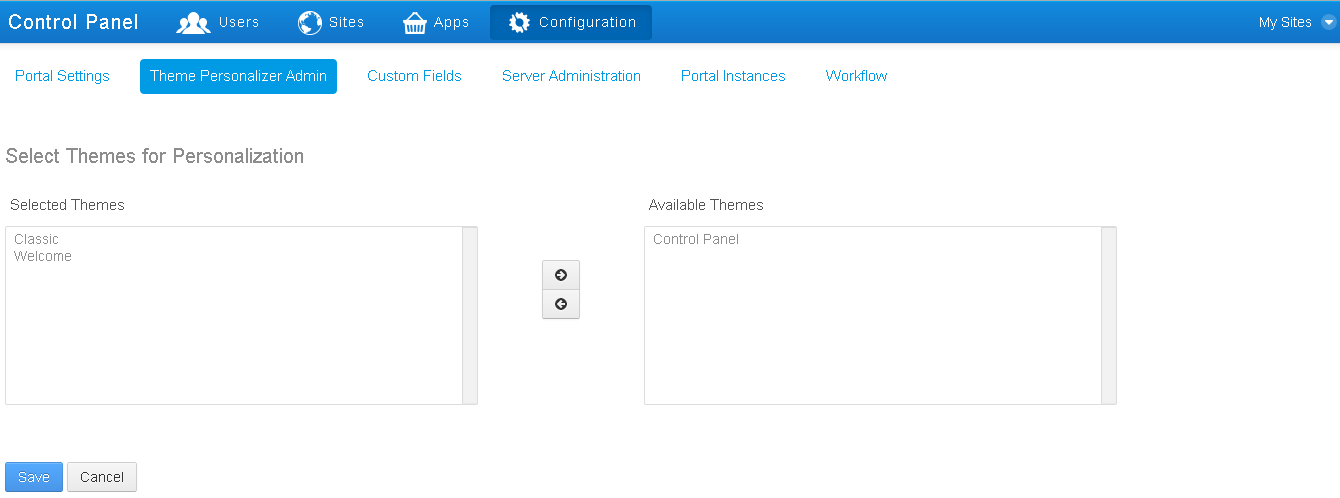 Control Panel Users Sites Apps Configuration My Sites
Portal Settings Theme Personalizer Admin Custom Fields Server Administration Portal Instances Workflow
Select Themes for Personalization
Selected Themes Available Themes
Classic Control Panel
Welcome
Save Cancel